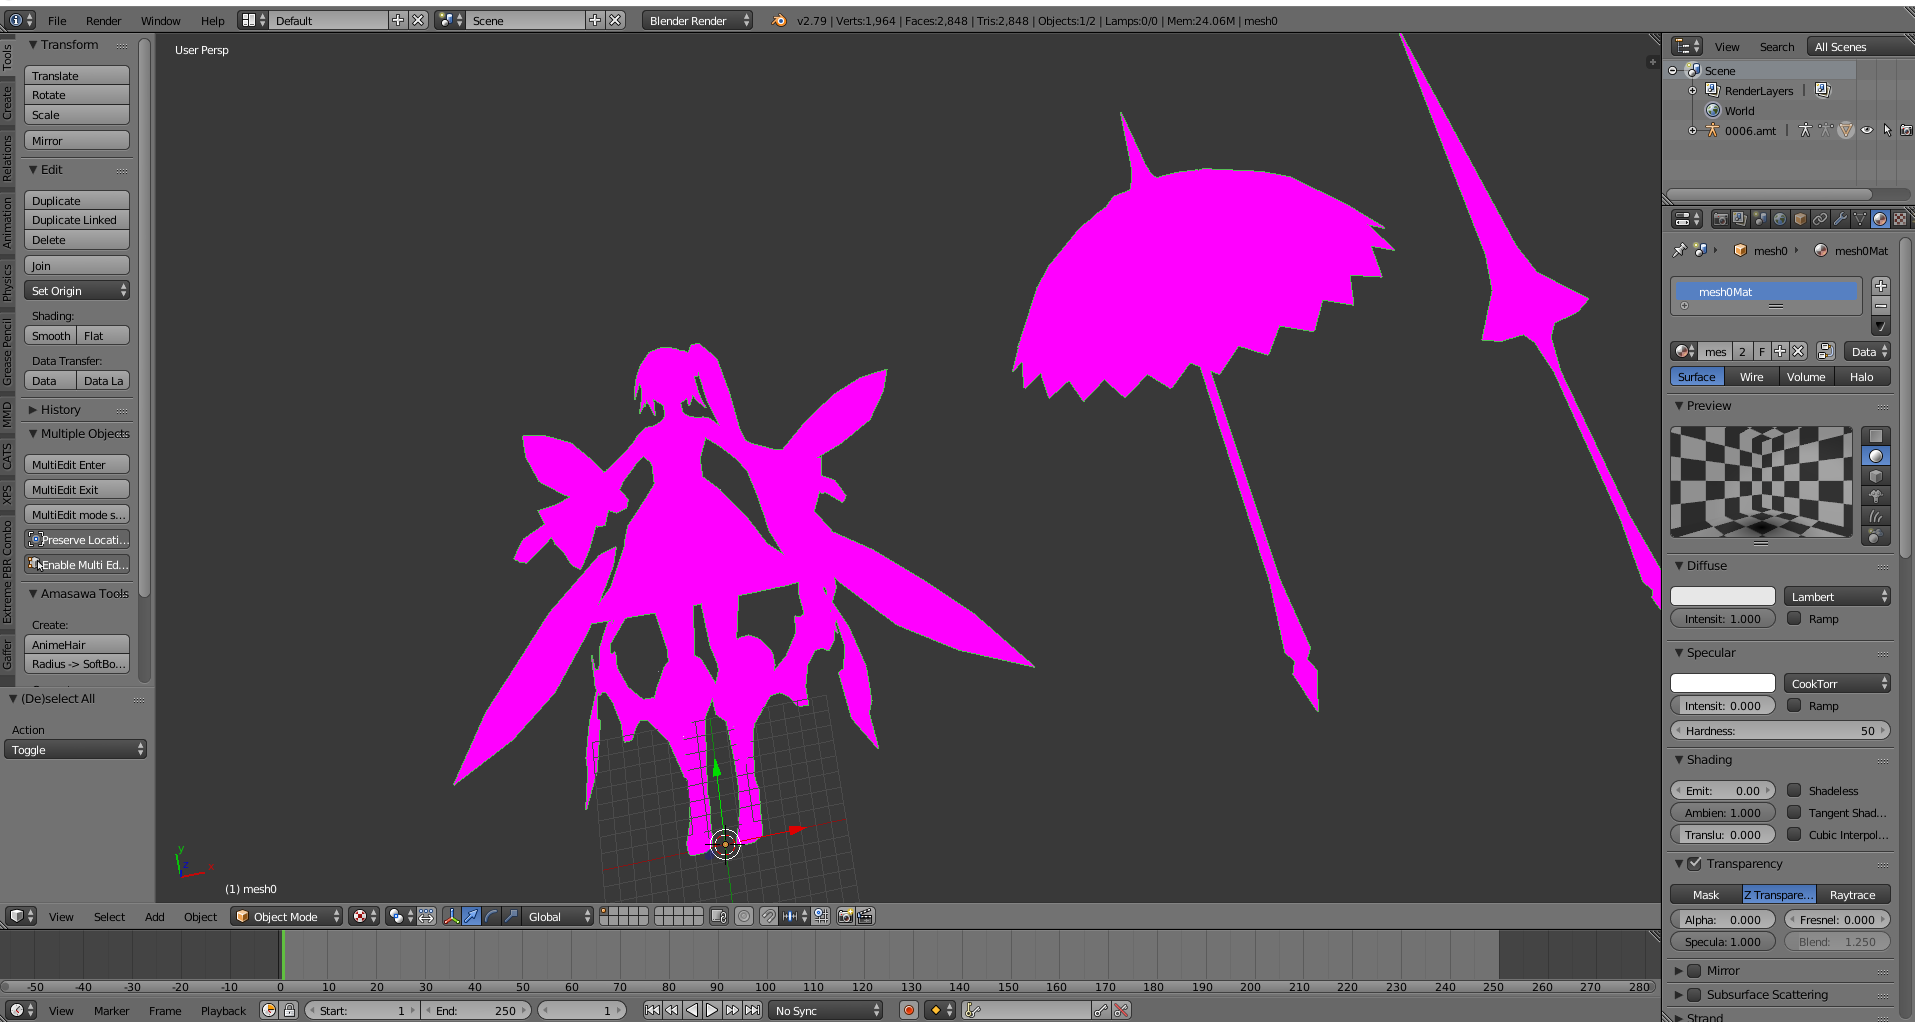 File Render Window Help Default Scene Blender Render v2.79 | Verts:1,964 | Faces:2,848 | Tris:2,848 | Objects:1/2 | Lamps:0/0 | Mem:24.06M | mesh0
Tools
Create
Relations
Animation
Physics
Grease Pencil
MMD
CATS
XPS
Extreme PBR Combo
Gaffer
Transform
Translate
Rotate
Scale
Mirror
Edit
Duplicate
Duplicate Linked
Delete
Join
Set Origin
Shading:
Smooth Flat
Data Transfer:
Data Data La
History
Multiple Objects
MultiEdit Enter
MultiEdit Exit
MultiEdit mode s...
Preserve Locati...
Enable Multi Ed...
Amasawa Tools
Create:
AnimeHair
Radius -> SoftBo...
(De)select All
Action
Toggle
User Persp
y
z
(1) mesh0
View Select Add Object Object Mode Global
-50 -40 -30 -20 -10 0 10 20 30 40 50 60 70 80 90 100 110 120 130 140 150 160 170 180 190 200 210 220 230 240 250 260 270 280
View Marker Frame Playback Start: 1 End: 250 1 No Sync
View Search All Scenes
Scene
RenderLayers
World
0006.amt
mesh0 mesh0Mat
mesh0Mat
mes 2 F Data
Surface Wire Volume Halo
Preview
Diffuse
Lambert
Intensit: 1.000 Ramp
Specular
CookTorr
Intensit: 0.000 Ramp
Hardness: 50
Shading
Emit: 0.00 Shadeless
Ambien: 1.000 Tangent Shad...
Translu: 0.000 Cubic Interpol...
Transparency
Mask Z Transpare... Raytrace
Alpha: 0.000 Fresnel: 0.000
Specula: 1.000 Blend: 1.250
Mirror
Subsurface Scattering
Strand